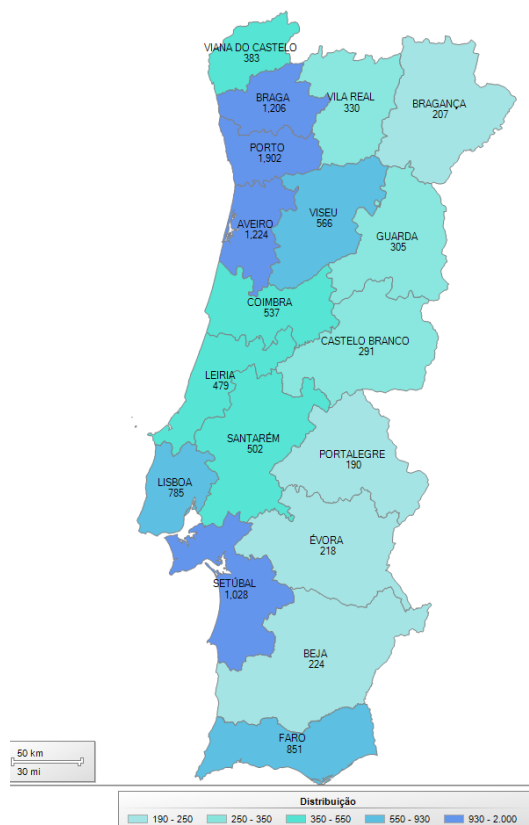 VIANA DO CASTELO
383
BRAGA
1,206
VILA REAL
330
BRAGANÇA
207
PORTO
1,902
AVEIRO
1,224
VISEU
566
GUARDA
305
COIMBRA
537
CASTELO BRANCO
291
LEIRIA
479
SANTARÉM
502
PORTALEGRE
190
LISBOA
785
ÉVORA
218
SETÚBAL
1,028
BEJA
224
FARO
851
50 km
30 mi
Distribuição
190 - 250 250 - 350 350 - 550 550 - 930 930 - 2.000